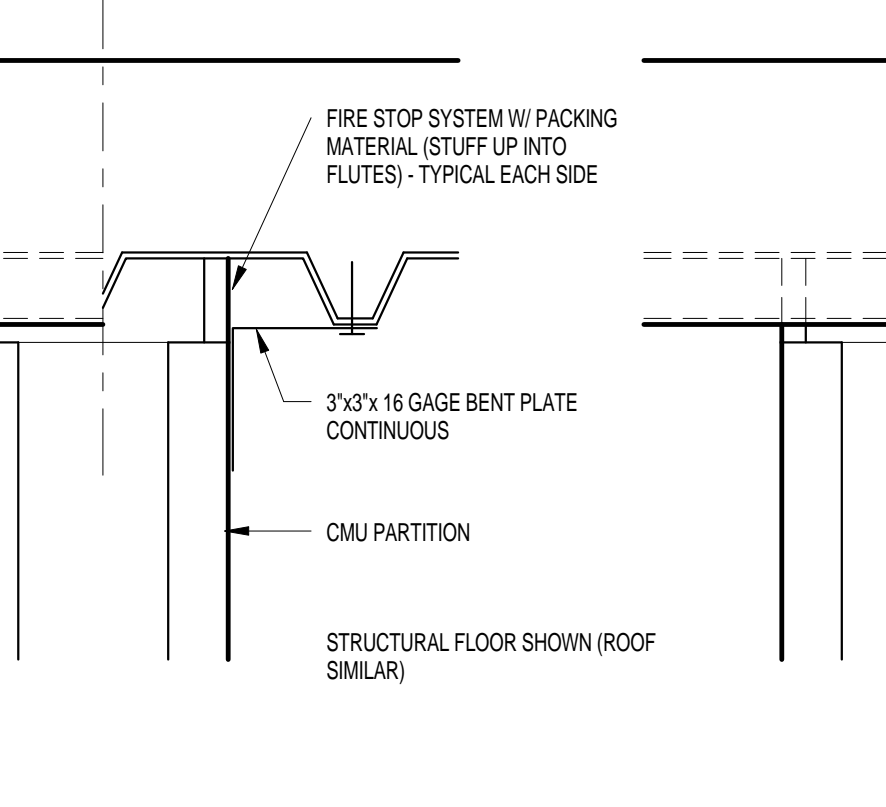 FIRE STOP SYSTEM W/ PACKING
MATERIAL (STUFF UP INTO
FLUTES) - TYPICAL EACH SIDE
3"x3"x 16 GAGE BENT PLATE
CONTINUOUS
CMU PARTITION
STRUCTURAL FLOOR SHOWN (ROOF
SIMILAR)